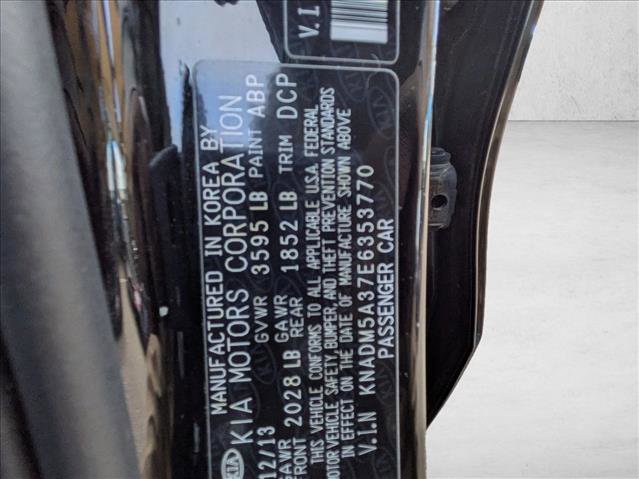 V.I
MANUFACTURED IN KOREA BY
KIA KIA MOTORS CORPORATION
12/13 GVWR 3595 LB PAINT ABP
GAWR GAWR
FRONT 2028 LB REAR 1852 LB TRIM DCP
THIS VEHICLE CONFORMS TO ALL APPLICABLE U.S.A. FEDERAL
MOTOR VEHICLE SAFETY, BUMPER, AND THEFT PREVENTION STANDARDS
IN EFFECT ON THE DATE OF MANUFACTURE SHOWN ABOVE
V.I.N KNADM5A37E6353770
PASSENGER CAR